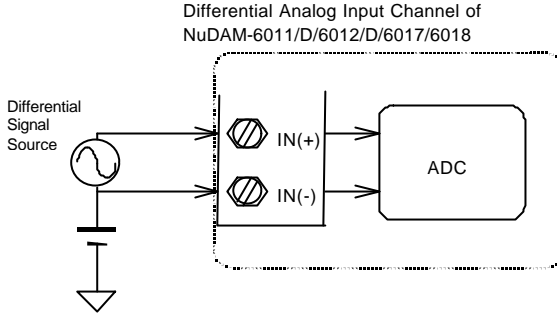 Differential Analog Input Channel of
NuDAM-6011/D/6012/D/6017/6018
Differential
Signal
Source
IN(+)
ADC
IN(-)